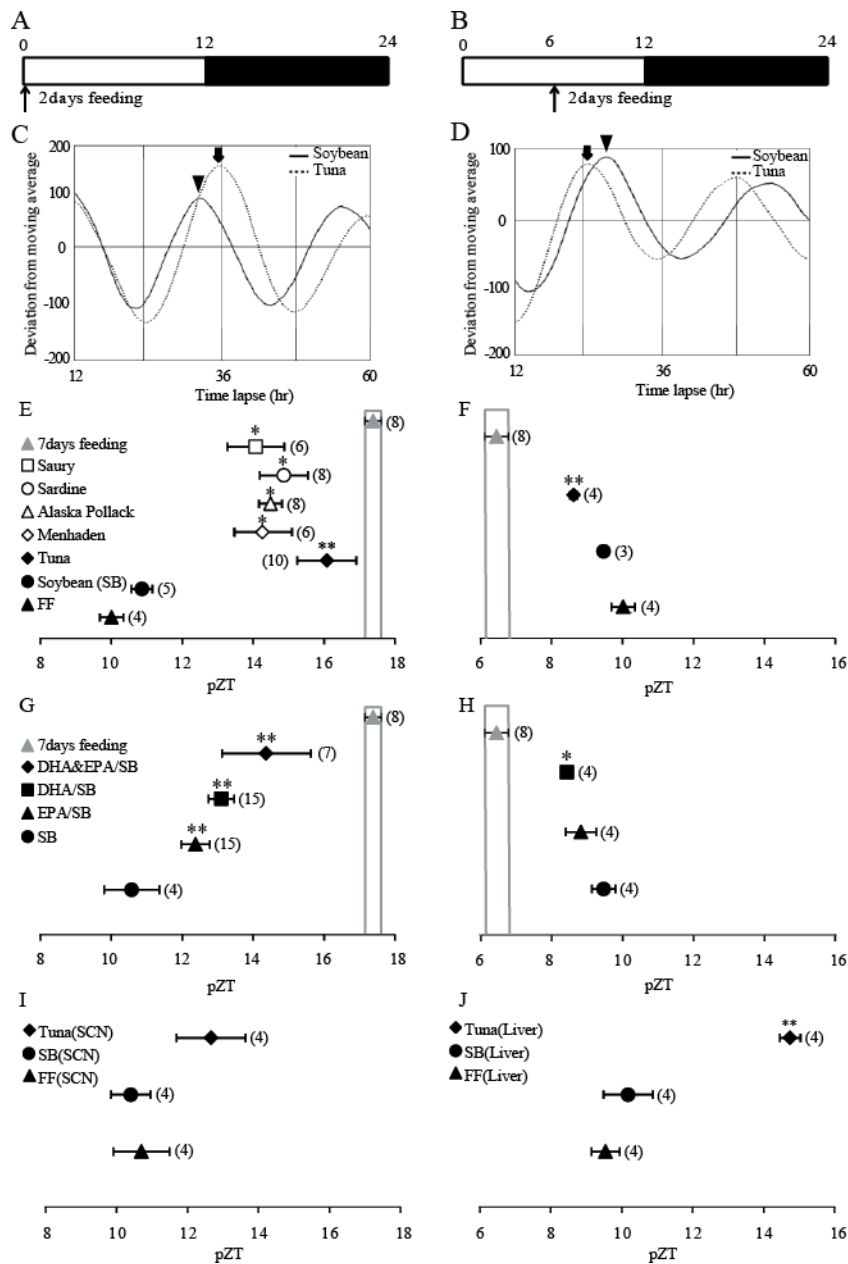 A
0 12 24
2days feeding
B
0 6 12 24
2days feeding
C
Deviation from moving average
200
100
0
-100
-200
Soybean
Tuna
12 36 60
Time lapse (hr)
D
Deviation from moving average
100
0
-100
-200
Soybean
Tuna
12 36 60
Time lapse (hr)
E
7days feeding (8)
Saury * (6)
Sardine * (8)
Alaska Pollack * (8)
Menhaden * (6)
Tuna (10) **
Soybean (SB) (5)
FF (4)
8 10 12 14 16 18
pZT
F
(8)
** (4)
(3)
(4)
6 8 10 12 14 16
pZT
G
7days feeding (8)
DHA&EPA/SB ** (7)
DHA/SB ** (15)
EPA/SB ** (15)
SB (4)
8 10 12 14 16 18
pZT
H
(8)
* (4)
(4)
(4)
6 8 10 12 14 16
pZT
I
Tuna(SCN) (4)
SB(SCN) (4)
FF(SCN) (4)
8 10 12 14 16 18
pZT
J
Tuna(Liver) ** (4)
SB(Liver) (4)
FF(Liver) (4)
6 8 10 12 14 16
pZT